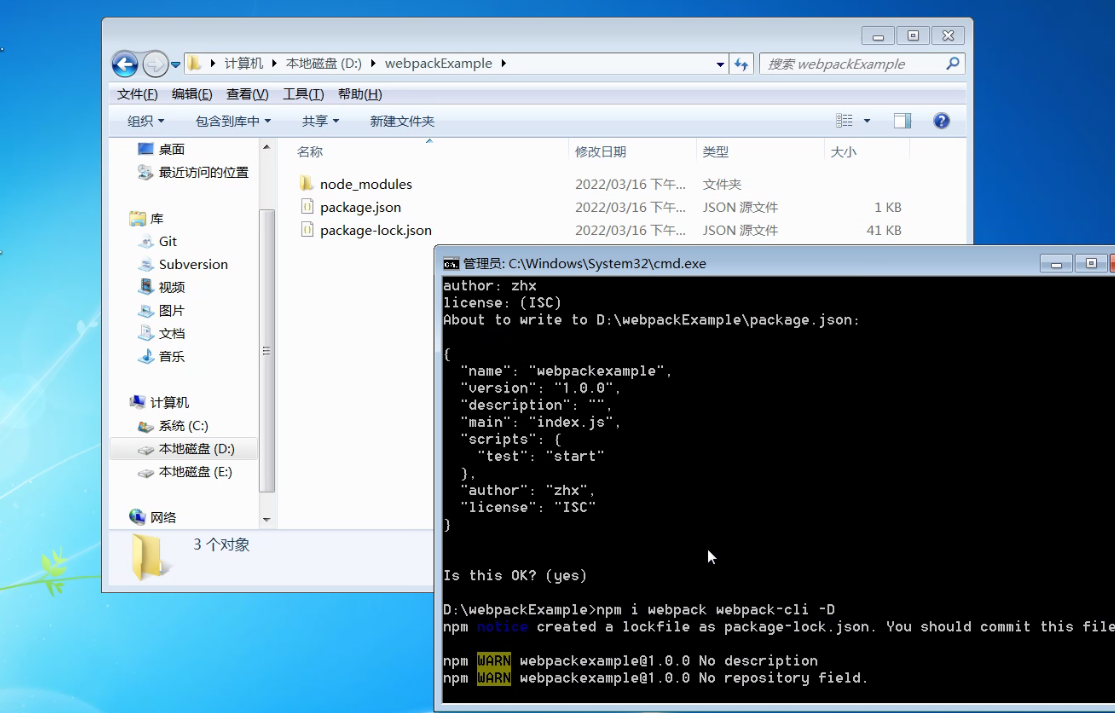 计算机 本地磁盘 (D:) webpackExample
搜索 webpackExample
文件(F) 编辑(E) 查看(V) 工具(T) 帮助(H)
组织 包含到库中 共享 新建文件夹
桌面
最近访问的位置
库
Git
Subversion
视频
图片
文档
音乐
计算机
系统 (C:)
本地磁盘 (D:)
本地磁盘 (E:)
网络
名称 修改日期 类型 大小
node_modules 2022/03/16 下午... 文件夹
package.json 2022/03/16 下午... JSON 源文件 1 KB
package-lock.json 2022/03/16 下午... JSON 源文件 41 KB
3 个对象
管理员: C:\Windows\System32\cmd.exe
author: zhx
license: (ISC)
About to write to D:\webpackExample\package.json:
{
"name": "webpackexample",
"version": "1.0.0",
"description": "",
"main": "index.js",
"scripts": {
"test": "start"
},
"author": "zhx",
"license": "ISC"
}
Is this OK? (yes)
D:\webpackExample>npm i webpack webpack-cli -D
npm notice created a lockfile as package-lock.json. You should commit this file
npm WARN webpackexample@1.0.0 No description
npm WARN webpackexample@1.0.0 No repository field.